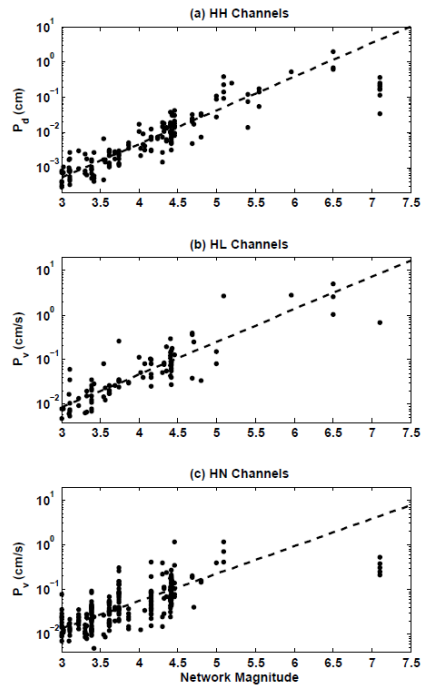 (a) HH Channels
P_d (cm)
10^1
10^0
10^-1
10^-2
10^-3
3 3.5 4 4.5 5 5.5 6 6.5 7 7.5
(b) HL Channels
P_v (cm/s)
10^1
10^0
10^-1
10^-2
3 3.5 4 4.5 5 5.5 6 6.5 7 7.5
(c) HN Channels
P_v (cm/s)
10^1
10^0
10^-1
10^-2
3 3.5 4 4.5 5 5.5 6 6.5 7 7.5
Network Magnitude